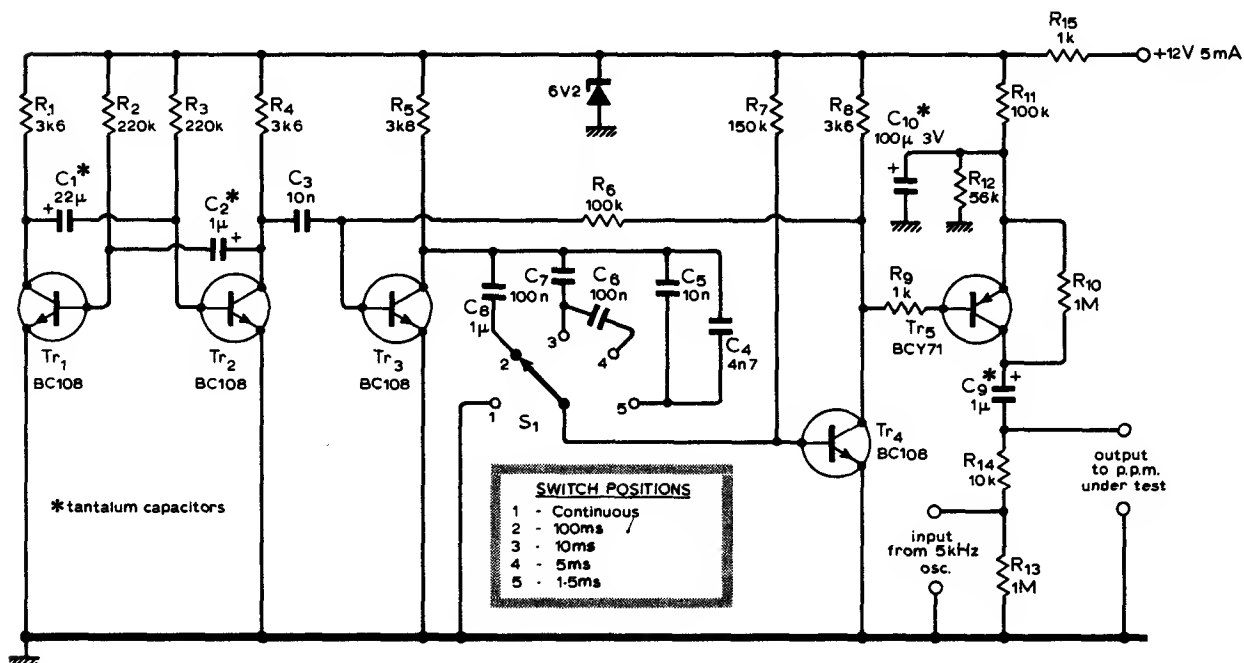 R15
1k
+12V 5mA
R1
3k6
R2
220k
R3
220k
R4
3k6
R5
3k8
6V2
R7
150k
R8
3k6
C10*
100µ 3V
R11
100k
R12
56k
C1*
22µ
+
C2*
1µ
+
C3
10n
R6
100k
+
C8
1µ
C7
100n
C6
100n
C5
10n
C4
4n7
R9
1k
R10
1M
Tr1
BC108
Tr2
BC108
Tr3
BC108
Tr5
BCY71
1
2
3
4
5
S1
C9*
1µ
+
Tr4
BC108
R14
10k
output
to p.p.m.
under test
input
from 5kHz
osc.
R13
1M
*tantalum capacitors
SWITCH POSITIONS
1 - Continuous
2 - 100ms
3 - 10ms
4 - 5ms
5 - 1·5ms